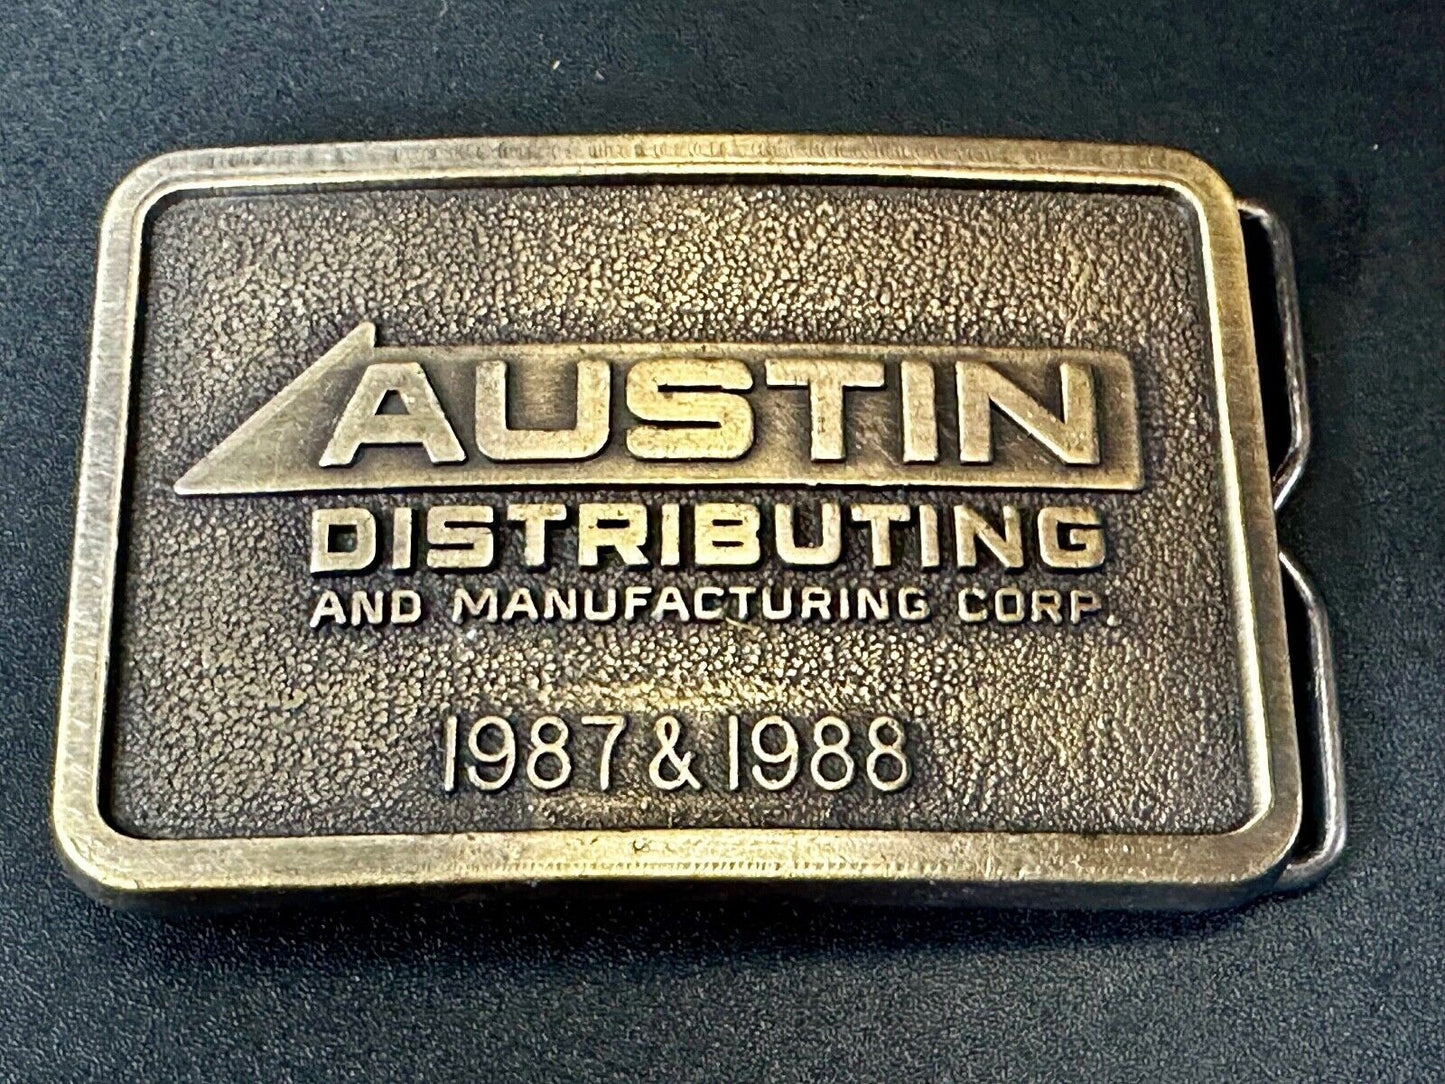 AUSTIN
DISTRIBUTING
AND MANUFACTURING CORP.
1987 & 1988